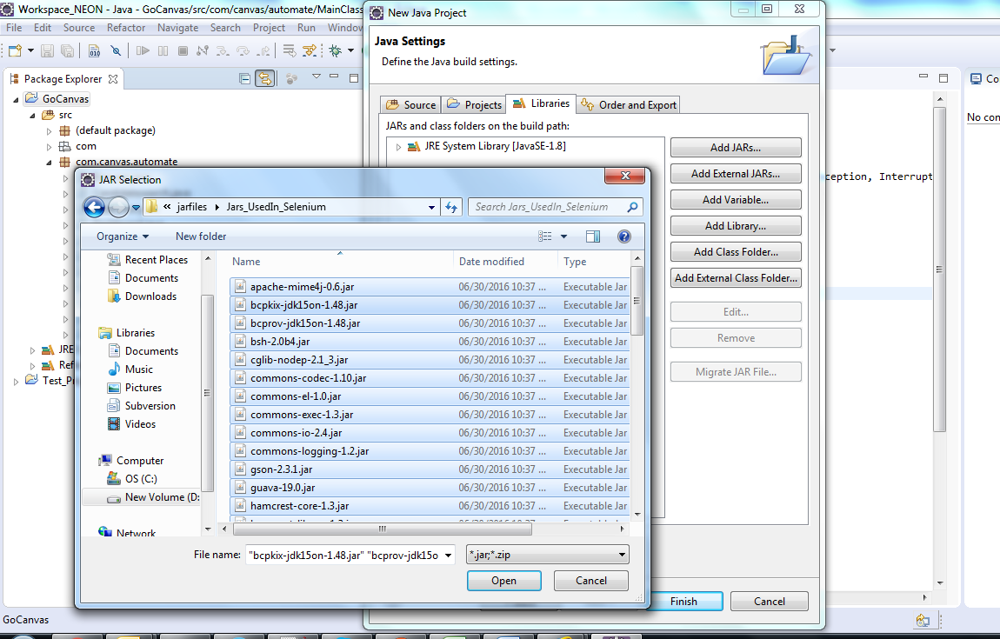 Workspace_NEON - Java - GoCanvas/src/com/canvas/automate/MainClass
File Edit Source Refactor Navigate Search Project Run Window
Package Explorer
GoCanvas
src
(default package)
com
com.canvas.automate
JRE
Ref
Test_Pr
GoCanvas
New Java Project
Java Settings
Define the Java build settings.
Source Projects Libraries Order and Export
JARs and class folders on the build path:
JRE System Library [JavaSE-1.8]
Add JARs...
Add External JARs...
Add Variable...
Add Library...
Add Class Folder...
Add External Class Folder...
Edit...
Remove
Migrate JAR File...
Finish Cancel
Co
No con
eption, Interrupt
JAR Selection
« jarfiles Jars_UsedIn_Selenium
Search Jars_UsedIn_Selenium
Organize New folder
Recent Places
Documents
Downloads
Libraries
Documents
Music
Pictures
Subversion
Videos
Computer
OS (C:)
New Volume (D:
Network
Name Date modified Type
apache-mime4j-0.6.jar 06/30/2016 10:37 ... Executable Jar
bcpkix-jdk15on-1.48.jar 06/30/2016 10:37 ... Executable Jar
bcprov-jdk15on-1.48.jar 06/30/2016 10:37 ... Executable Jar
bsh-2.0b4.jar 06/30/2016 10:37 ... Executable Jar
cglib-nodep-2.1_3.jar 06/30/2016 10:37 ... Executable Jar
commons-codec-1.10.jar 06/30/2016 10:37 ... Executable Jar
commons-el-1.0.jar 06/30/2016 10:37 ... Executable Jar
commons-exec-1.3.jar 06/30/2016 10:37 ... Executable Jar
commons-io-2.4.jar 06/30/2016 10:37 ... Executable Jar
commons-logging-1.2.jar 06/30/2016 10:37 ... Executable Jar
gson-2.3.1.jar 06/30/2016 10:37 ... Executable Jar
guava-19.0.jar 06/30/2016 10:37 ... Executable Jar
hamcrest-core-1.3.jar 06/30/2016 10:37 ... Executable Jar
File name: "bcpkix-jdk15on-1.48.jar" "bcprov-jdk15o
*.jar;*.zip
Open Cancel